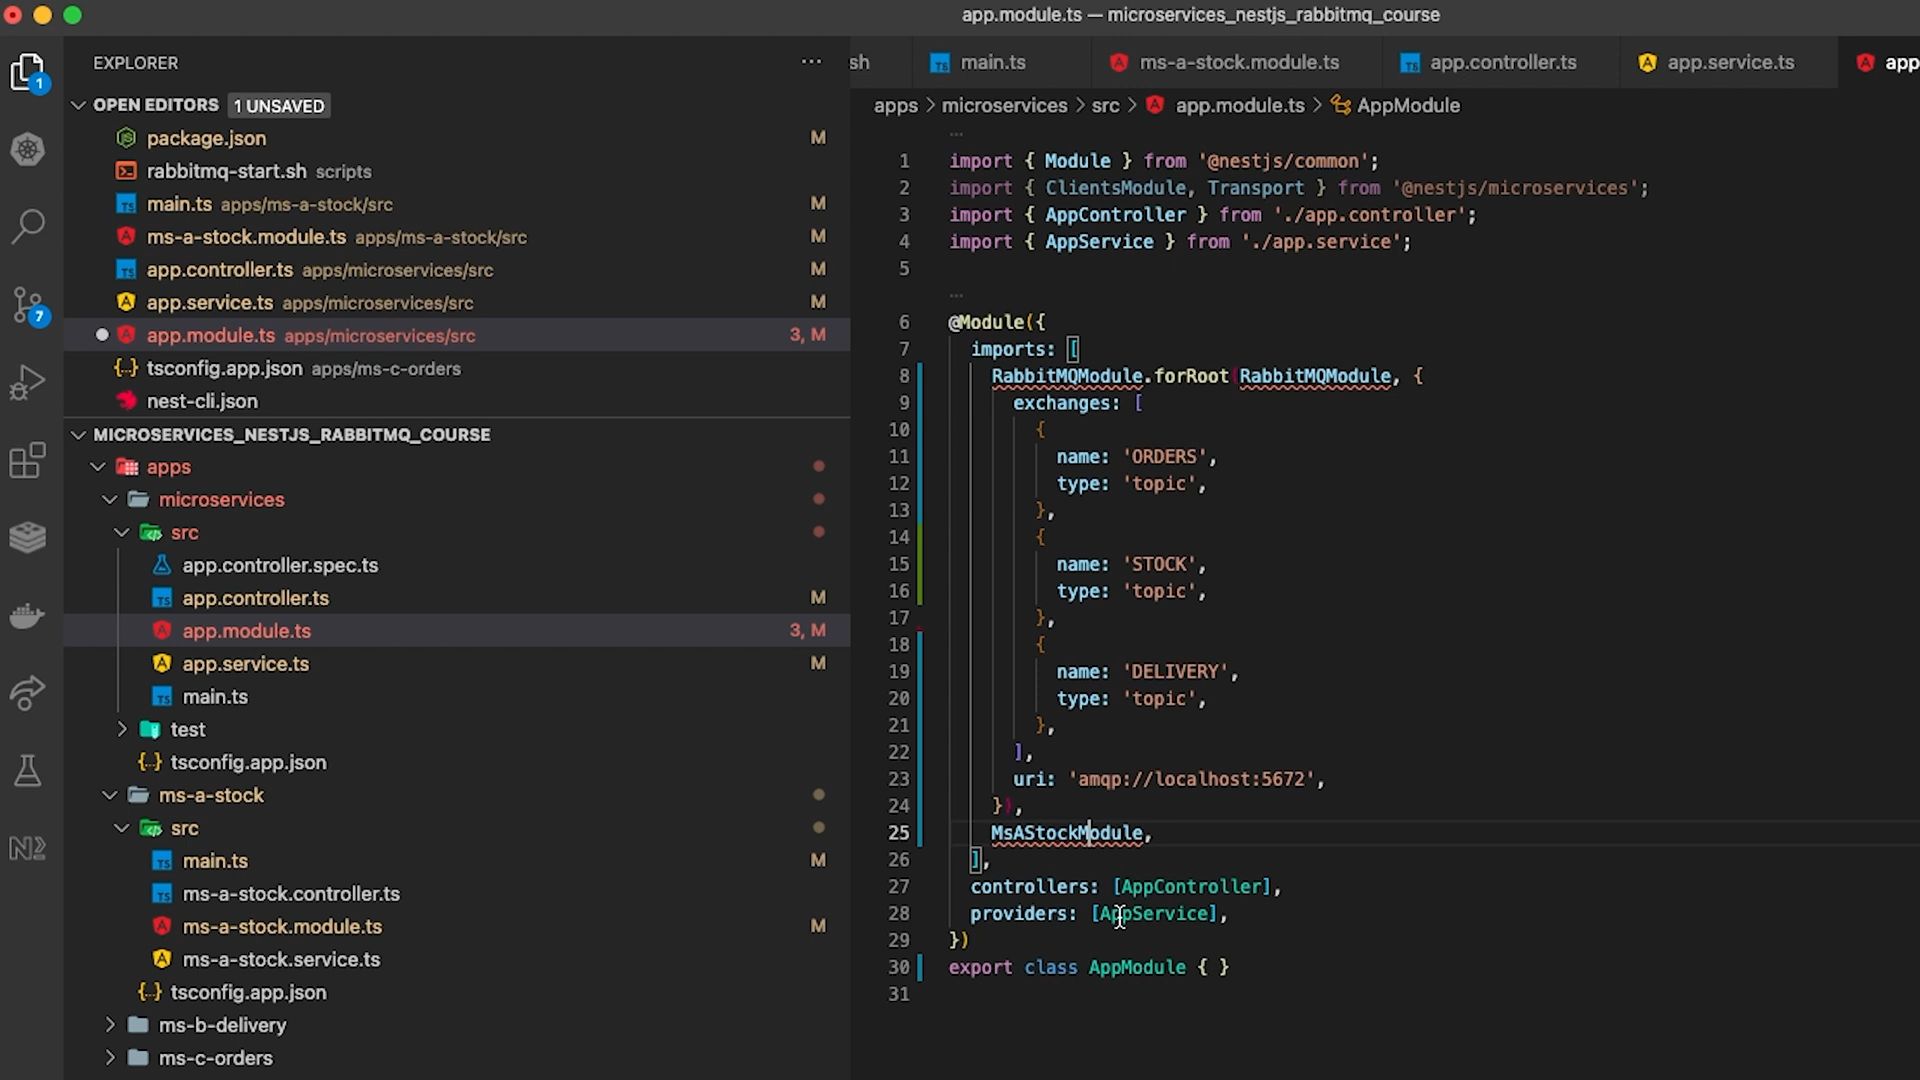 app.module.ts — microservices_nestjs_rabbitmq_course
EXPLORER
OPEN EDITORS 1 UNSAVED
package.json M
rabbitmq-start.sh scripts
main.ts apps/ms-a-stock/src M
ms-a-stock.module.ts apps/ms-a-stock/src M
app.controller.ts apps/microservices/src M
app.service.ts apps/microservices/src M
app.module.ts apps/microservices/src 3, M
tsconfig.app.json apps/ms-c-orders
nest-cli.json
MICROSERVICES_NESTJS_RABBITMQ_COURSE
apps
microservices
src
app.controller.spec.ts
app.controller.ts M
app.module.ts 3, M
app.service.ts M
main.ts
test
tsconfig.app.json
ms-a-stock
src
main.ts M
ms-a-stock.controller.ts
ms-a-stock.module.ts M
ms-a-stock.service.ts
tsconfig.app.json
ms-b-delivery
ms-c-orders
1
7
sh main.ts ms-a-stock.module.ts app.controller.ts app.service.ts app
apps > microservices > src > app.module.ts > AppModule
1 import { Module } from '@nestjs/common';
2 import { ClientsModule, Transport } from '@nestjs/microservices';
3 import { AppController } from './app.controller';
4 import { AppService } from './app.service';
5
6 @Module({
7 imports: [
8 RabbitMQModule.forRoot(RabbitMQModule, {
9 exchanges: [
10 {
11 name: 'ORDERS',
12 type: 'topic',
13 },
14 {
15 name: 'STOCK',
16 type: 'topic',
17 },
18 {
19 name: 'DELIVERY',
20 type: 'topic',
21 },
22 ],
23 uri: 'amqp://localhost:5672',
24 }),
25 MsAStockModule,
26 ],
27 controllers: [AppController],
28 providers: [AppService],
29 })
30 export class AppModule { }
31